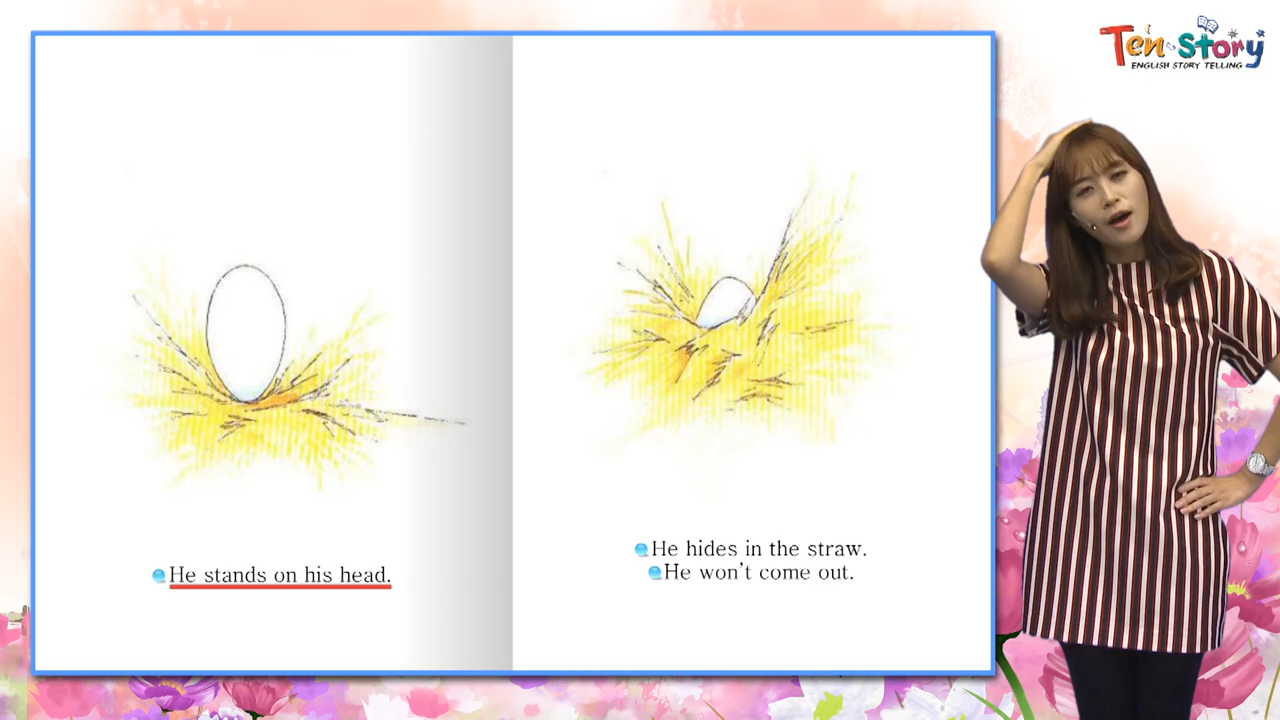 Ten Story
ENGLISH STORY TELLING
He stands on his head.
He hides in the straw.
He won't come out.